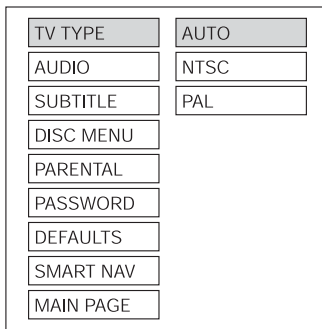 TV TYPE
AUTO
AUDIO
NTSC
SUBTITLE
PAL
DISC MENU
PARENTAL
PASSWORD
DEFAULTS
SMART NAV
MAIN PAGE